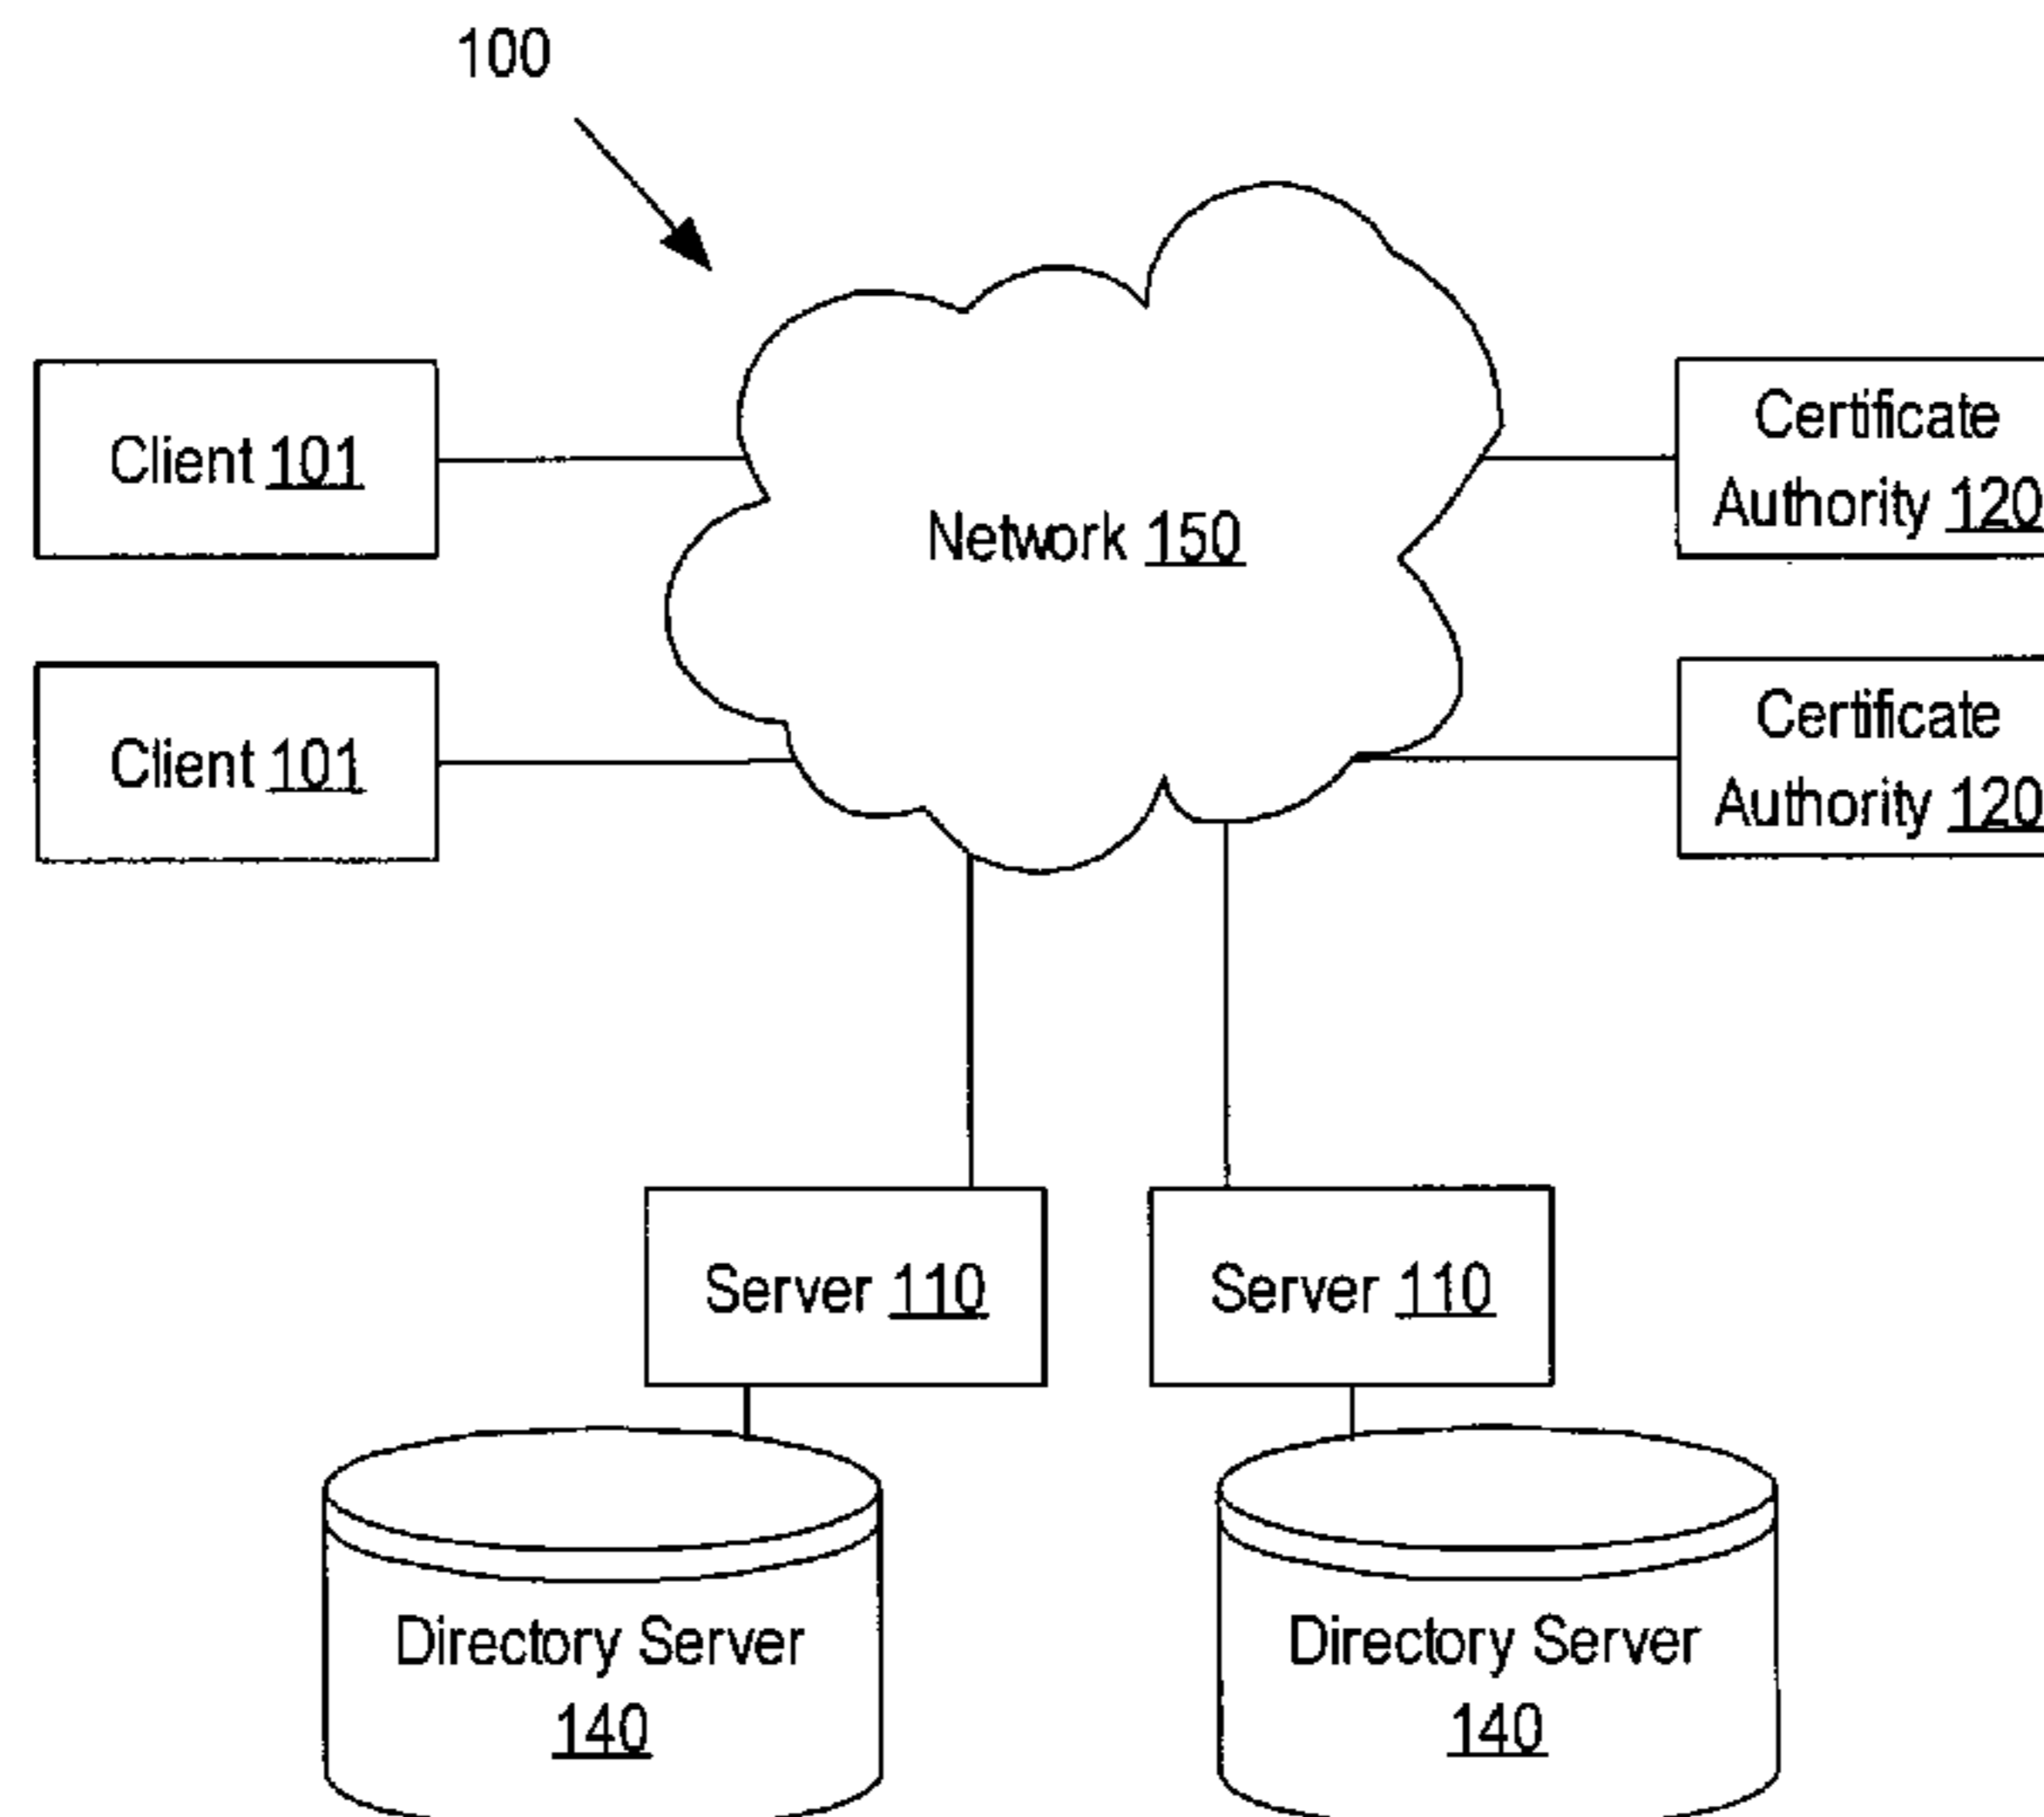 100
Client 101
Network 150
Certificate
Authority 120
Client 101
Certificate
Authority 120
Server 110
Server 110
Directory Server
140
Directory Server
140